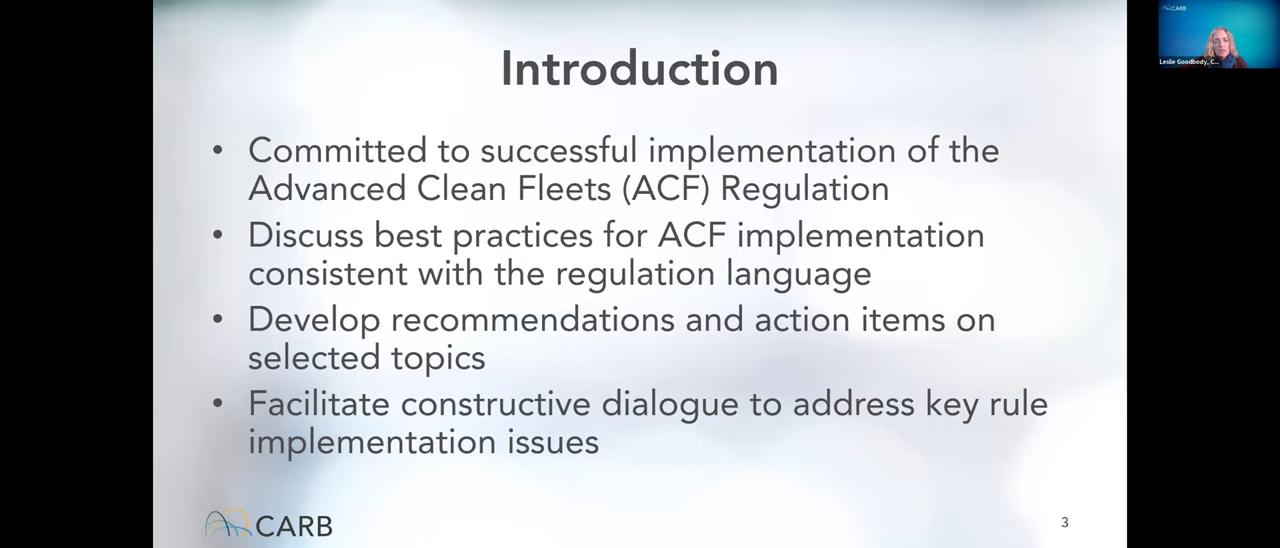 Introduction
• Committed to successful implementation of the
Advanced Clean Fleets (ACF) Regulation
• Discuss best practices for ACF implementation
consistent with the regulation language
• Develop recommendations and action items on
selected topics
• Facilitate constructive dialogue to address key rule
implementation issues
CARB
3
CARB
Leslie Goodbody, C...